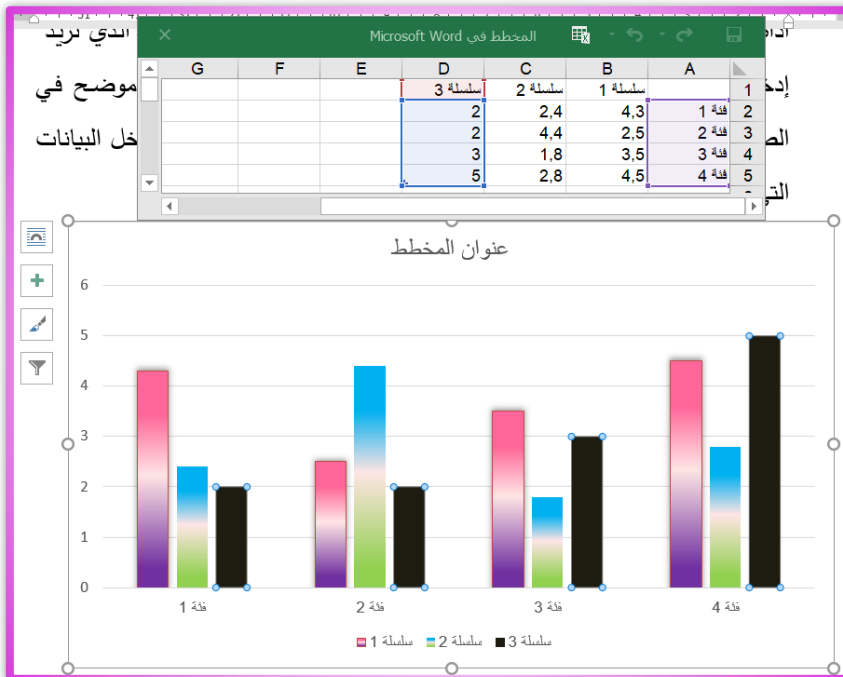 الذي تريد
المخطط في Microsoft Word
موضح في
خل البيانات
G F E D C B A
سلسلة 3 سلسلة 2 سلسلة 1 1
2 2,4 4,3 فئة 1 2
2 4,4 2,5 فئة 2 3
3 1,8 3,5 فئة 3 4
5 2,8 4,5 فئة 4 5
عنوان المخطط
6
5
4
3
2
1
0
فئة 1 فئة 2 فئة 3 فئة 4
سلسلة 1 سلسلة 2 سلسلة 3